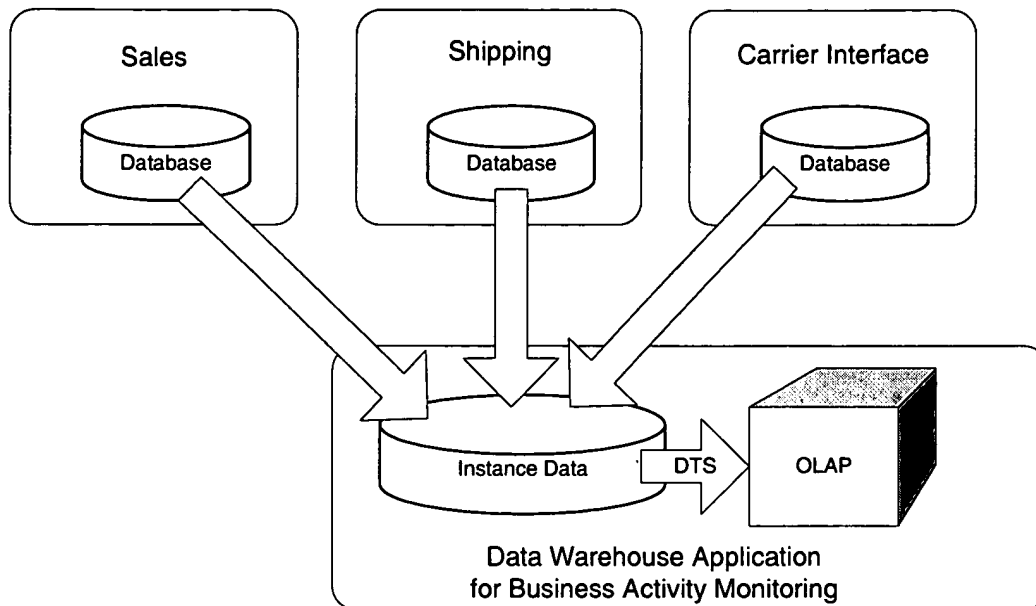 Sales
Shipping
Carrier Interface
Database
Database
Database
Instance Data
DTS
OLAP
Data Warehouse Application
for Business Activity Monitoring